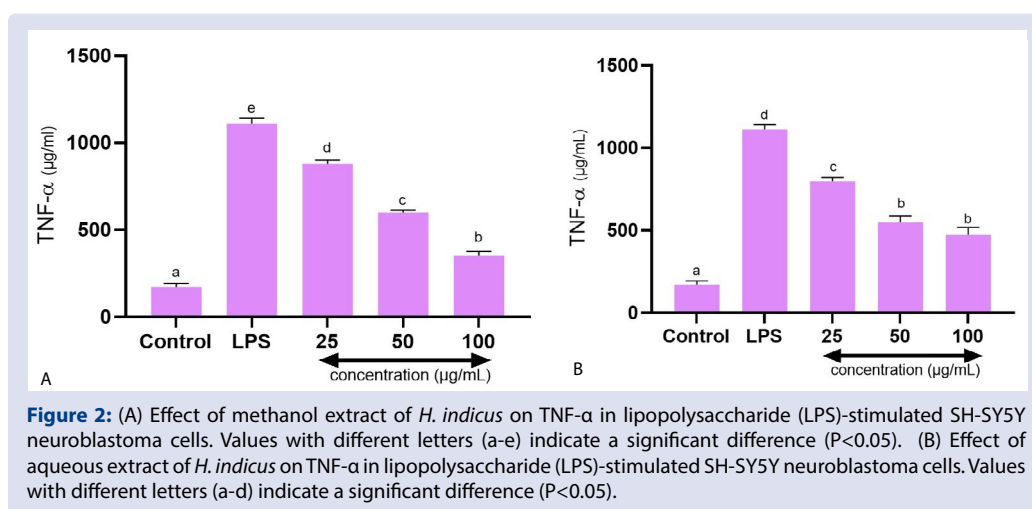 1500
1000
500
0
TNF-α (µg/ml)
a
e
d
c
b
Control LPS 25 50 100
concentration (µg/mL)
A
1500
1000
500
0
TNF-α (µg/mL)
a
d
c
b
b
Control LPS 25 50 100
concentration (µg/mL)
B
Figure 2: (A) Effect of methanol extract of H. indicus on TNF-α in lipopolysaccharide (LPS)-stimulated SH-SY5Y
neuroblastoma cells. Values with different letters (a-e) indicate a significant difference (P<0.05). (B) Effect of
aqueous extract of H. indicus on TNF-α in lipopolysaccharide (LPS)-stimulated SH-SY5Y neuroblastoma cells. Values
with different letters (a-d) indicate a significant difference (P<0.05).